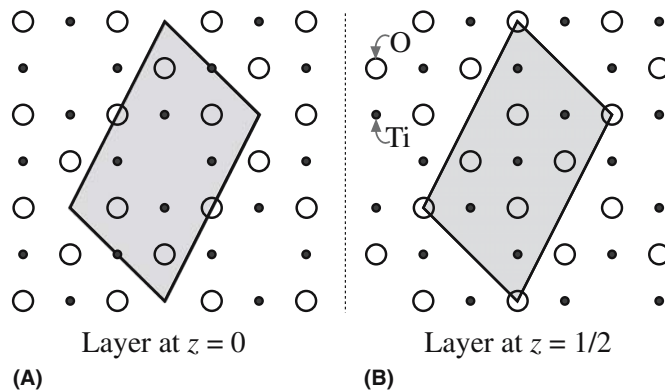 O
Ti
Layer at z = 0
Layer at z = 1/2
(A)
(B)